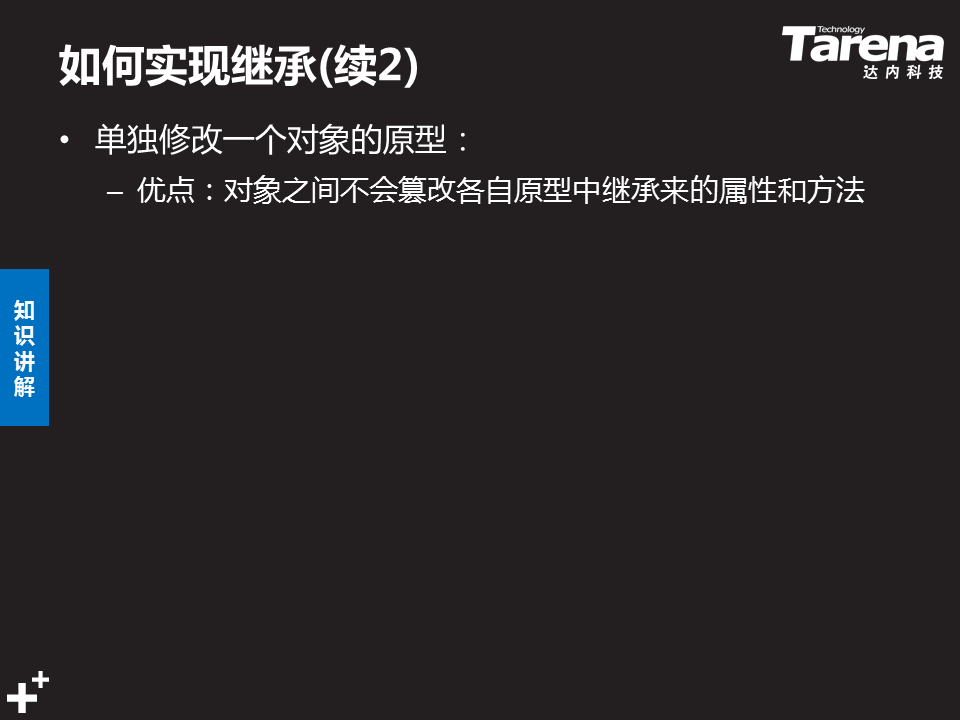 如何实现继承(续2)
Technology
Tarena
达内科技
• 单独修改一个对象的原型：
– 优点：对象之间不会篡改各自原型中继承来的属性和方法
知
识
讲
解